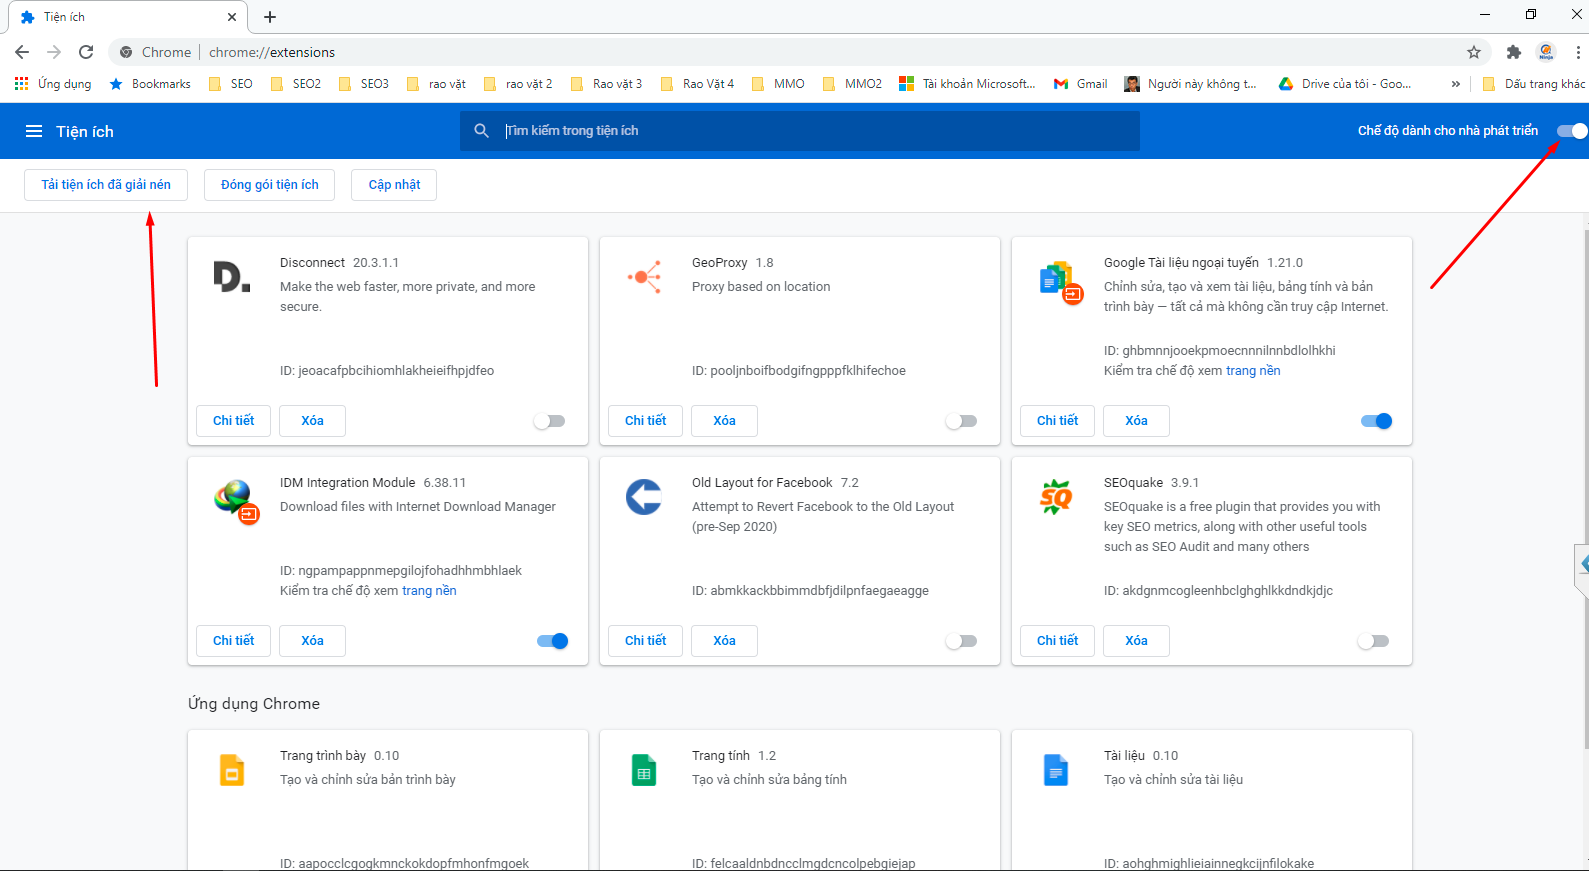 Tiện ích
Chrome
chrome://extensions
Ứng dụng
Bookmarks
SEO
SEO2
SEO3
rao vặt
rao vặt 2
Rao vặt 3
Rao Vặt 4
MMO
MMO2
Tài khoản Microsoft...
Gmail
Người này không t...
Drive của tôi - Goo...
»
Dấu trang khác
Tiện ích
Tìm kiếm trong tiện ích
Chế độ dành cho nhà phát triển
Tải tiện ích đã giải nén
Đóng gói tiện ích
Cập nhật
Disconnect 20.3.1.1
Make the web faster, more private, and more
secure.
ID: jeoacafpbcihiomhlakheieifhpjdfeo
Chi tiết
Xóa
GeoProxy 1.8
Proxy based on location
ID: pooljnboifbodgifngpppfklhifechoe
Chi tiết
Xóa
Google Tài liệu ngoại tuyến 1.21.0
Chỉnh sửa, tạo và xem tài liệu, bảng tính và bản
trình bày — tất cả mà không cần truy cập Internet.
ID: ghbmnnjooekpmoecnnnilnnbdlolhkhi
Kiểm tra chế độ xem trang nền
Chi tiết
Xóa
IDM Integration Module 6.38.11
Download files with Internet Download Manager
ID: ngpampappnmepgilojfohadhhmbhlaek
Kiểm tra chế độ xem trang nền
Chi tiết
Xóa
Old Layout for Facebook 7.2
Attempt to Revert Facebook to the Old Layout
(pre-Sep 2020)
ID: abmkkackbbimmdbfjdilpnfaegaeagge
Chi tiết
Xóa
SEOquake 3.9.1
SEOquake is a free plugin that provides you with
key SEO metrics, along with other useful tools
such as SEO Audit and many others
ID: akdgnmcogleenhbclghghlkkdndkjdjc
Chi tiết
Xóa
Ứng dụng Chrome
Trang trình bày 0.10
Tạo và chỉnh sửa bản trình bày
ID: aapocclcgogkmnckokdopfmhonfmgoek
Trang tính 1.2
Tạo và chỉnh sửa bảng tính
ID: felcaaldnbdncclmgdcncolpebgiejap
Tài liệu 0.10
Tạo và chỉnh sửa tài liệu
ID: aohghmighlieiainnegkcijnfilokake